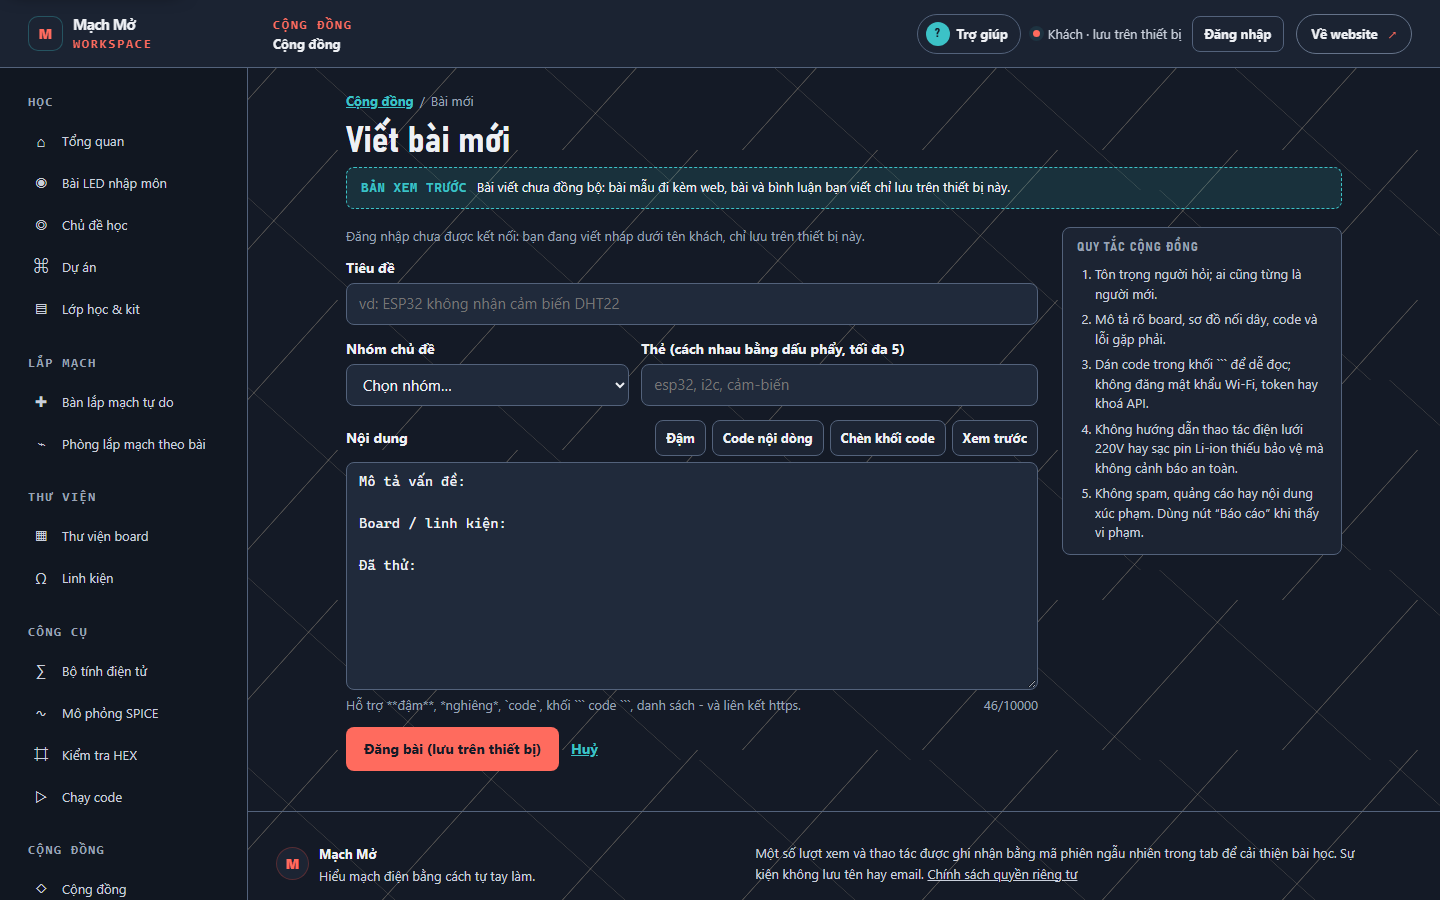 M
Mạch Mở
WORKSPACE
CỘNG ĐỒNG
Cộng đồng
? Trợ giúp
Khách · lưu trên thiết bị
Đăng nhập
Về website ↗
HỌC
Tổng quan
Bài LED nhập môn
Chủ đề học
Dự án
Lớp học & kit
LẮP MẠCH
Bàn lắp mạch tự do
Phòng lắp mạch theo bài
THƯ VIỆN
Thư viện board
Ω Linh kiện
CÔNG CỤ
∑ Bộ tính điện tử
∿ Mô phỏng SPICE
Kiểm tra HEX
Chạy code
CỘNG ĐỒNG
Cộng đồng
Cộng đồng / Bài mới
Viết bài mới
BẢN XEM TRƯỚC Bài viết chưa đồng bộ: bài mẫu đi kèm web, bài và bình luận bạn viết chỉ lưu trên thiết bị này.
Đăng nhập chưa được kết nối: bạn đang viết nháp dưới tên khách, chỉ lưu trên thiết bị này.
Tiêu đề
vd: ESP32 không nhận cảm biến DHT22
Nhóm chủ đề
Chọn nhóm...
Thẻ (cách nhau bằng dấu phẩy, tối đa 5)
esp32, i2c, cảm-biến
Nội dung
Đậm
Code nội dòng
Chèn khối code
Xem trước
Mô tả vấn đề:
Board / linh kiện:
Đã thử:
Hỗ trợ **đậm**, *nghiêng*, `code`, khối ``` code ```, danh sách - và liên kết https.
46/10000
Đăng bài (lưu trên thiết bị)
Huỷ
QUY TẮC CỘNG ĐỒNG
1. Tôn trọng người hỏi; ai cũng từng là
người mới.
2. Mô tả rõ board, sơ đồ nối dây, code và
lỗi gặp phải.
3. Dán code trong khối ``` để dễ đọc;
không đăng mật khẩu Wi-Fi, token hay
khoá API.
4. Không hướng dẫn thao tác điện lưới
220V hay sạc pin Li-ion thiếu bảo vệ mà
không cảnh báo an toàn.
5. Không spam, quảng cáo hay nội dung
xúc phạm. Dùng nút “Báo cáo” khi thấy
vi phạm.
M
Mạch Mở
Hiểu mạch điện bằng cách tự tay làm.
Một số lượt xem và thao tác được ghi nhận bằng mã phiên ngẫu nhiên trong tab để cải thiện bài học. Sự
kiện không lưu tên hay email. Chính sách quyền riêng tư